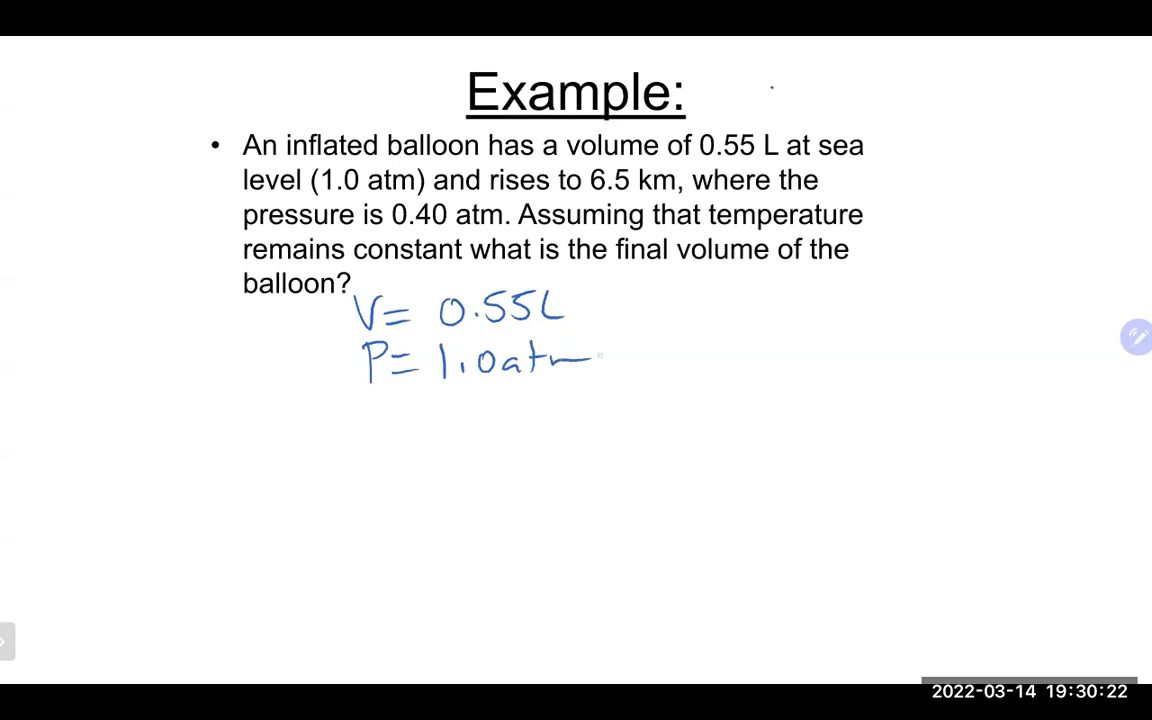 Example:
• An inflated balloon has a volume of 0.55 L at sea
level (1.0 atm) and rises to 6.5 km, where the
pressure is 0.40 atm. Assuming that temperature
remains constant what is the final volume of the
balloon?
V= 0.55L
P= 1.0atm
2022-03-14 19:30:22